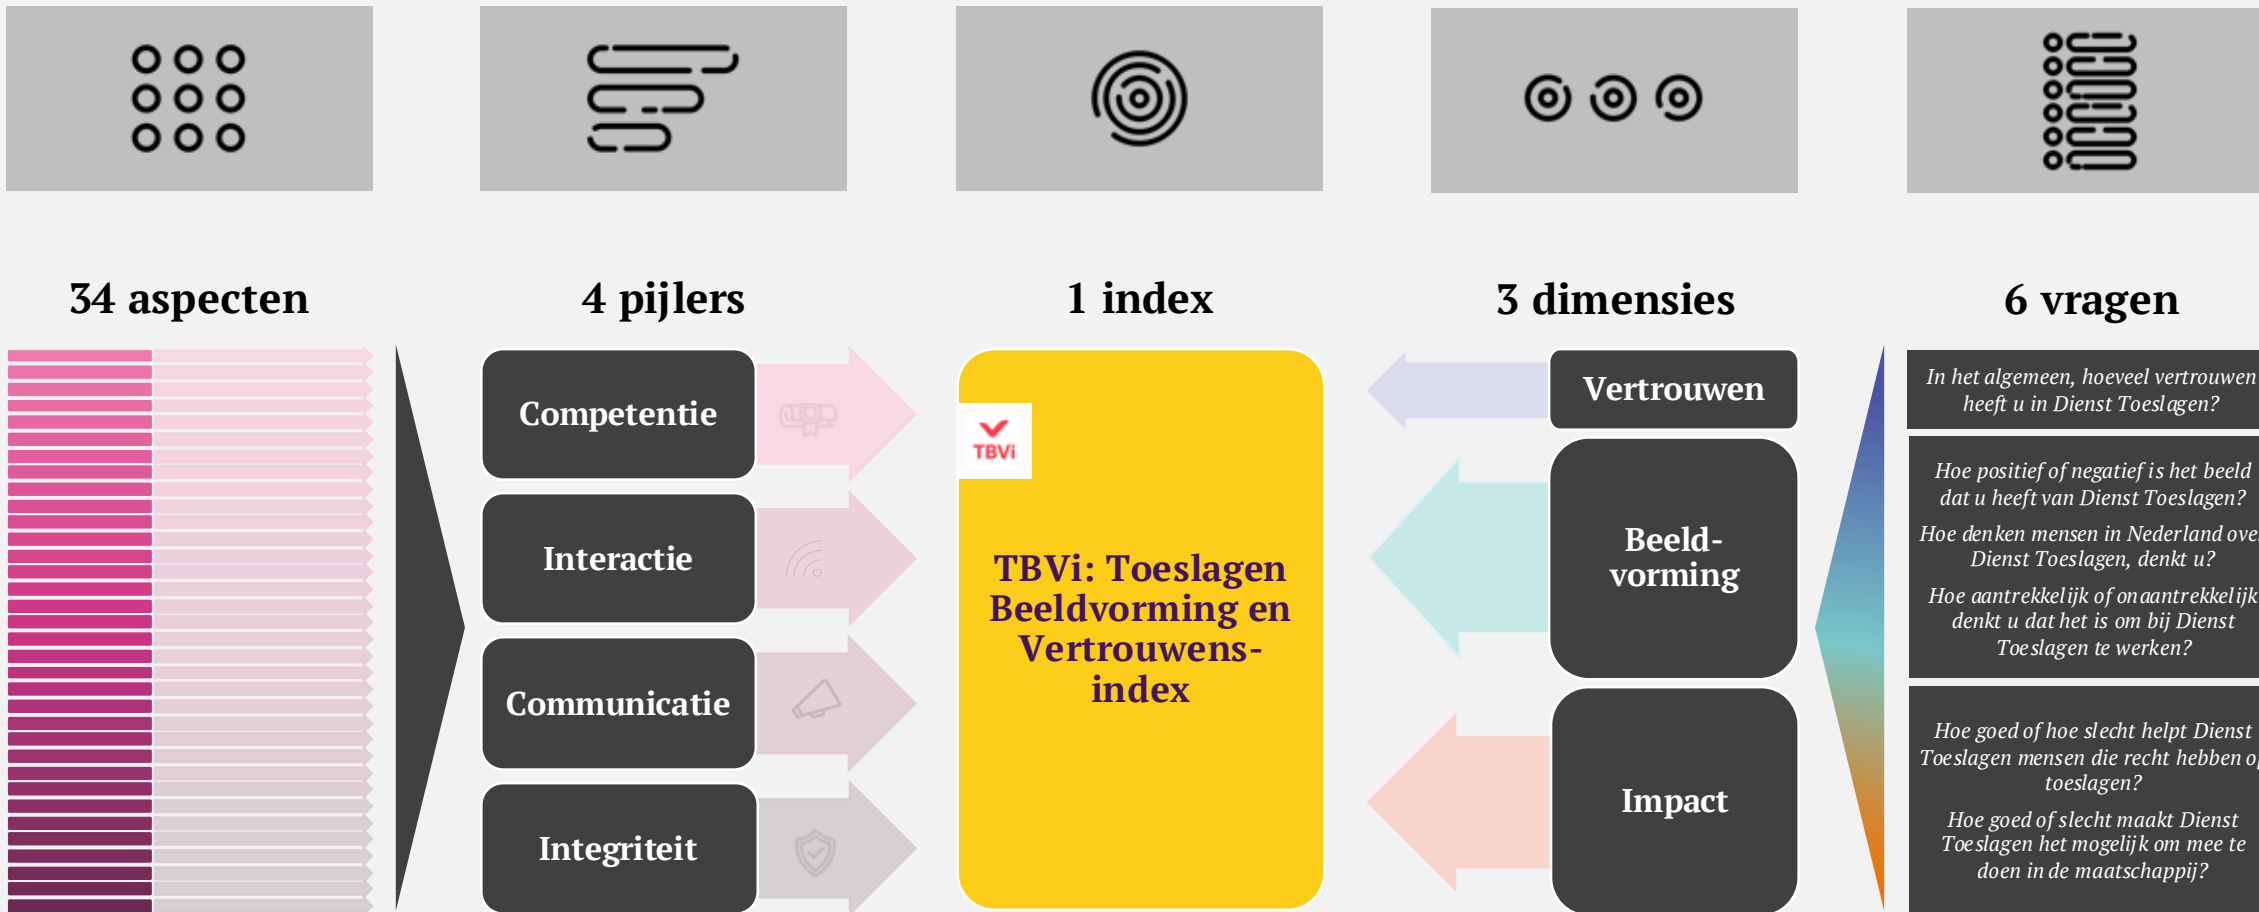 34 aspecten
4 pijlers
Competentie
Interactie
Communicatie
Integriteit
1 index
TBVi
TBVi: Toeslagen
Beeldvorming en
Vertrouwens-
index
3 dimensies
Vertrouwen
Beeld-
vorming
Impact
6 vragen
In het algemeen, hoeveel vertrouwen
heeft u in Dienst Toeslagen?
Hoe positief of negatief is het beeld
dat u heeft van Dienst Toeslagen?
Hoe denken mensen in Nederland over
Dienst Toeslagen, denkt u?
Hoe aantrekkelijk of onaantrekkelijk
denkt u dat het is om bij Dienst
Toeslagen te werken?
Hoe goed of hoe slecht helpt Dienst
Toeslagen mensen die recht hebben op
toeslagen?
Hoe goed of slecht maakt Dienst
Toeslagen het mogelijk om mee te
doen in de maatschappij?